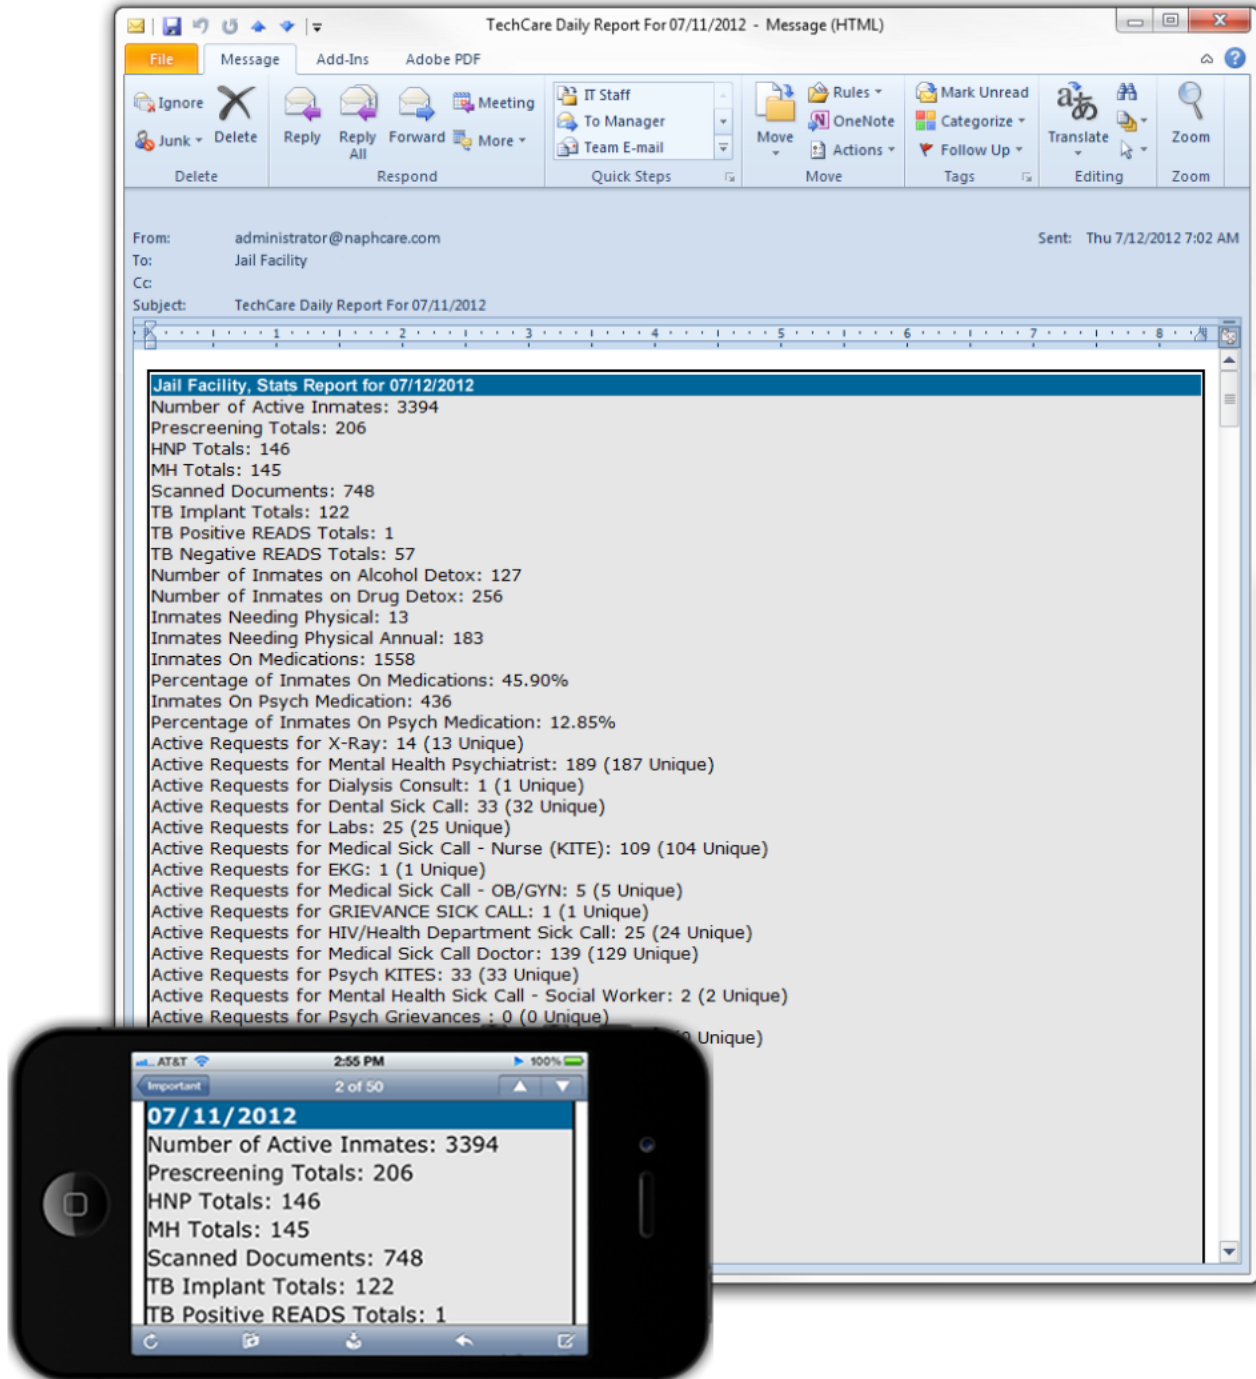 TechCare Daily Report For 07/11/2012 - Message (HTML)
File Message Add-Ins Adobe PDF
Ignore
Junk
Delete
Reply
Reply All
Forward
Meeting
More
IT Staff
To Manager
Team E-mail
Move
Rules
OneNote
Actions
Mark Unread
Categorize
Follow Up
Translate
Zoom
Delete Respond Quick Steps Move Tags Editing Zoom
From: administrator@naphcare.com Sent: Thu 7/12/2012 7:02 AM
To: Jail Facility
Cc:
Subject: TechCare Daily Report For 07/11/2012
1 2 3 4 5 6 7 8
Jail Facility, Stats Report for 07/12/2012
Number of Active Inmates: 3394
Prescreening Totals: 206
HNP Totals: 146
MH Totals: 145
Scanned Documents: 748
TB Implant Totals: 122
TB Positive READS Totals: 1
TB Negative READS Totals: 57
Number of Inmates on Alcohol Detox: 127
Number of Inmates on Drug Detox: 256
Inmates Needing Physical: 13
Inmates Needing Physical Annual: 183
Inmates On Medications: 1558
Percentage of Inmates On Medications: 45.90%
Inmates On Psych Medication: 436
Percentage of Inmates On Psych Medication: 12.85%
Active Requests for X-Ray: 14 (13 Unique)
Active Requests for Mental Health Psychiatrist: 189 (187 Unique)
Active Requests for Dialysis Consult: 1 (1 Unique)
Active Requests for Dental Sick Call: 33 (32 Unique)
Active Requests for Labs: 25 (25 Unique)
Active Requests for Medical Sick Call - Nurse (KITE): 109 (104 Unique)
Active Requests for EKG: 1 (1 Unique)
Active Requests for Medical Sick Call - OB/GYN: 5 (5 Unique)
Active Requests for GRIEVANCE SICK CALL: 1 (1 Unique)
Active Requests for HIV/Health Department Sick Call: 25 (24 Unique)
Active Requests for Medical Sick Call Doctor: 139 (129 Unique)
Active Requests for Psych KITES: 33 (33 Unique)
Active Requests for Mental Health Sick Call - Social Worker: 2 (2 Unique)
Active Requests for Psych Grievances : 0 (0 Unique)
Unique)
AT&T 2:55 PM 100%
Important 2 of 50
07/11/2012
Number of Active Inmates: 3394
Prescreening Totals: 206
HNP Totals: 146
MH Totals: 145
Scanned Documents: 748
TB Implant Totals: 122
TB Positive READS Totals: 1